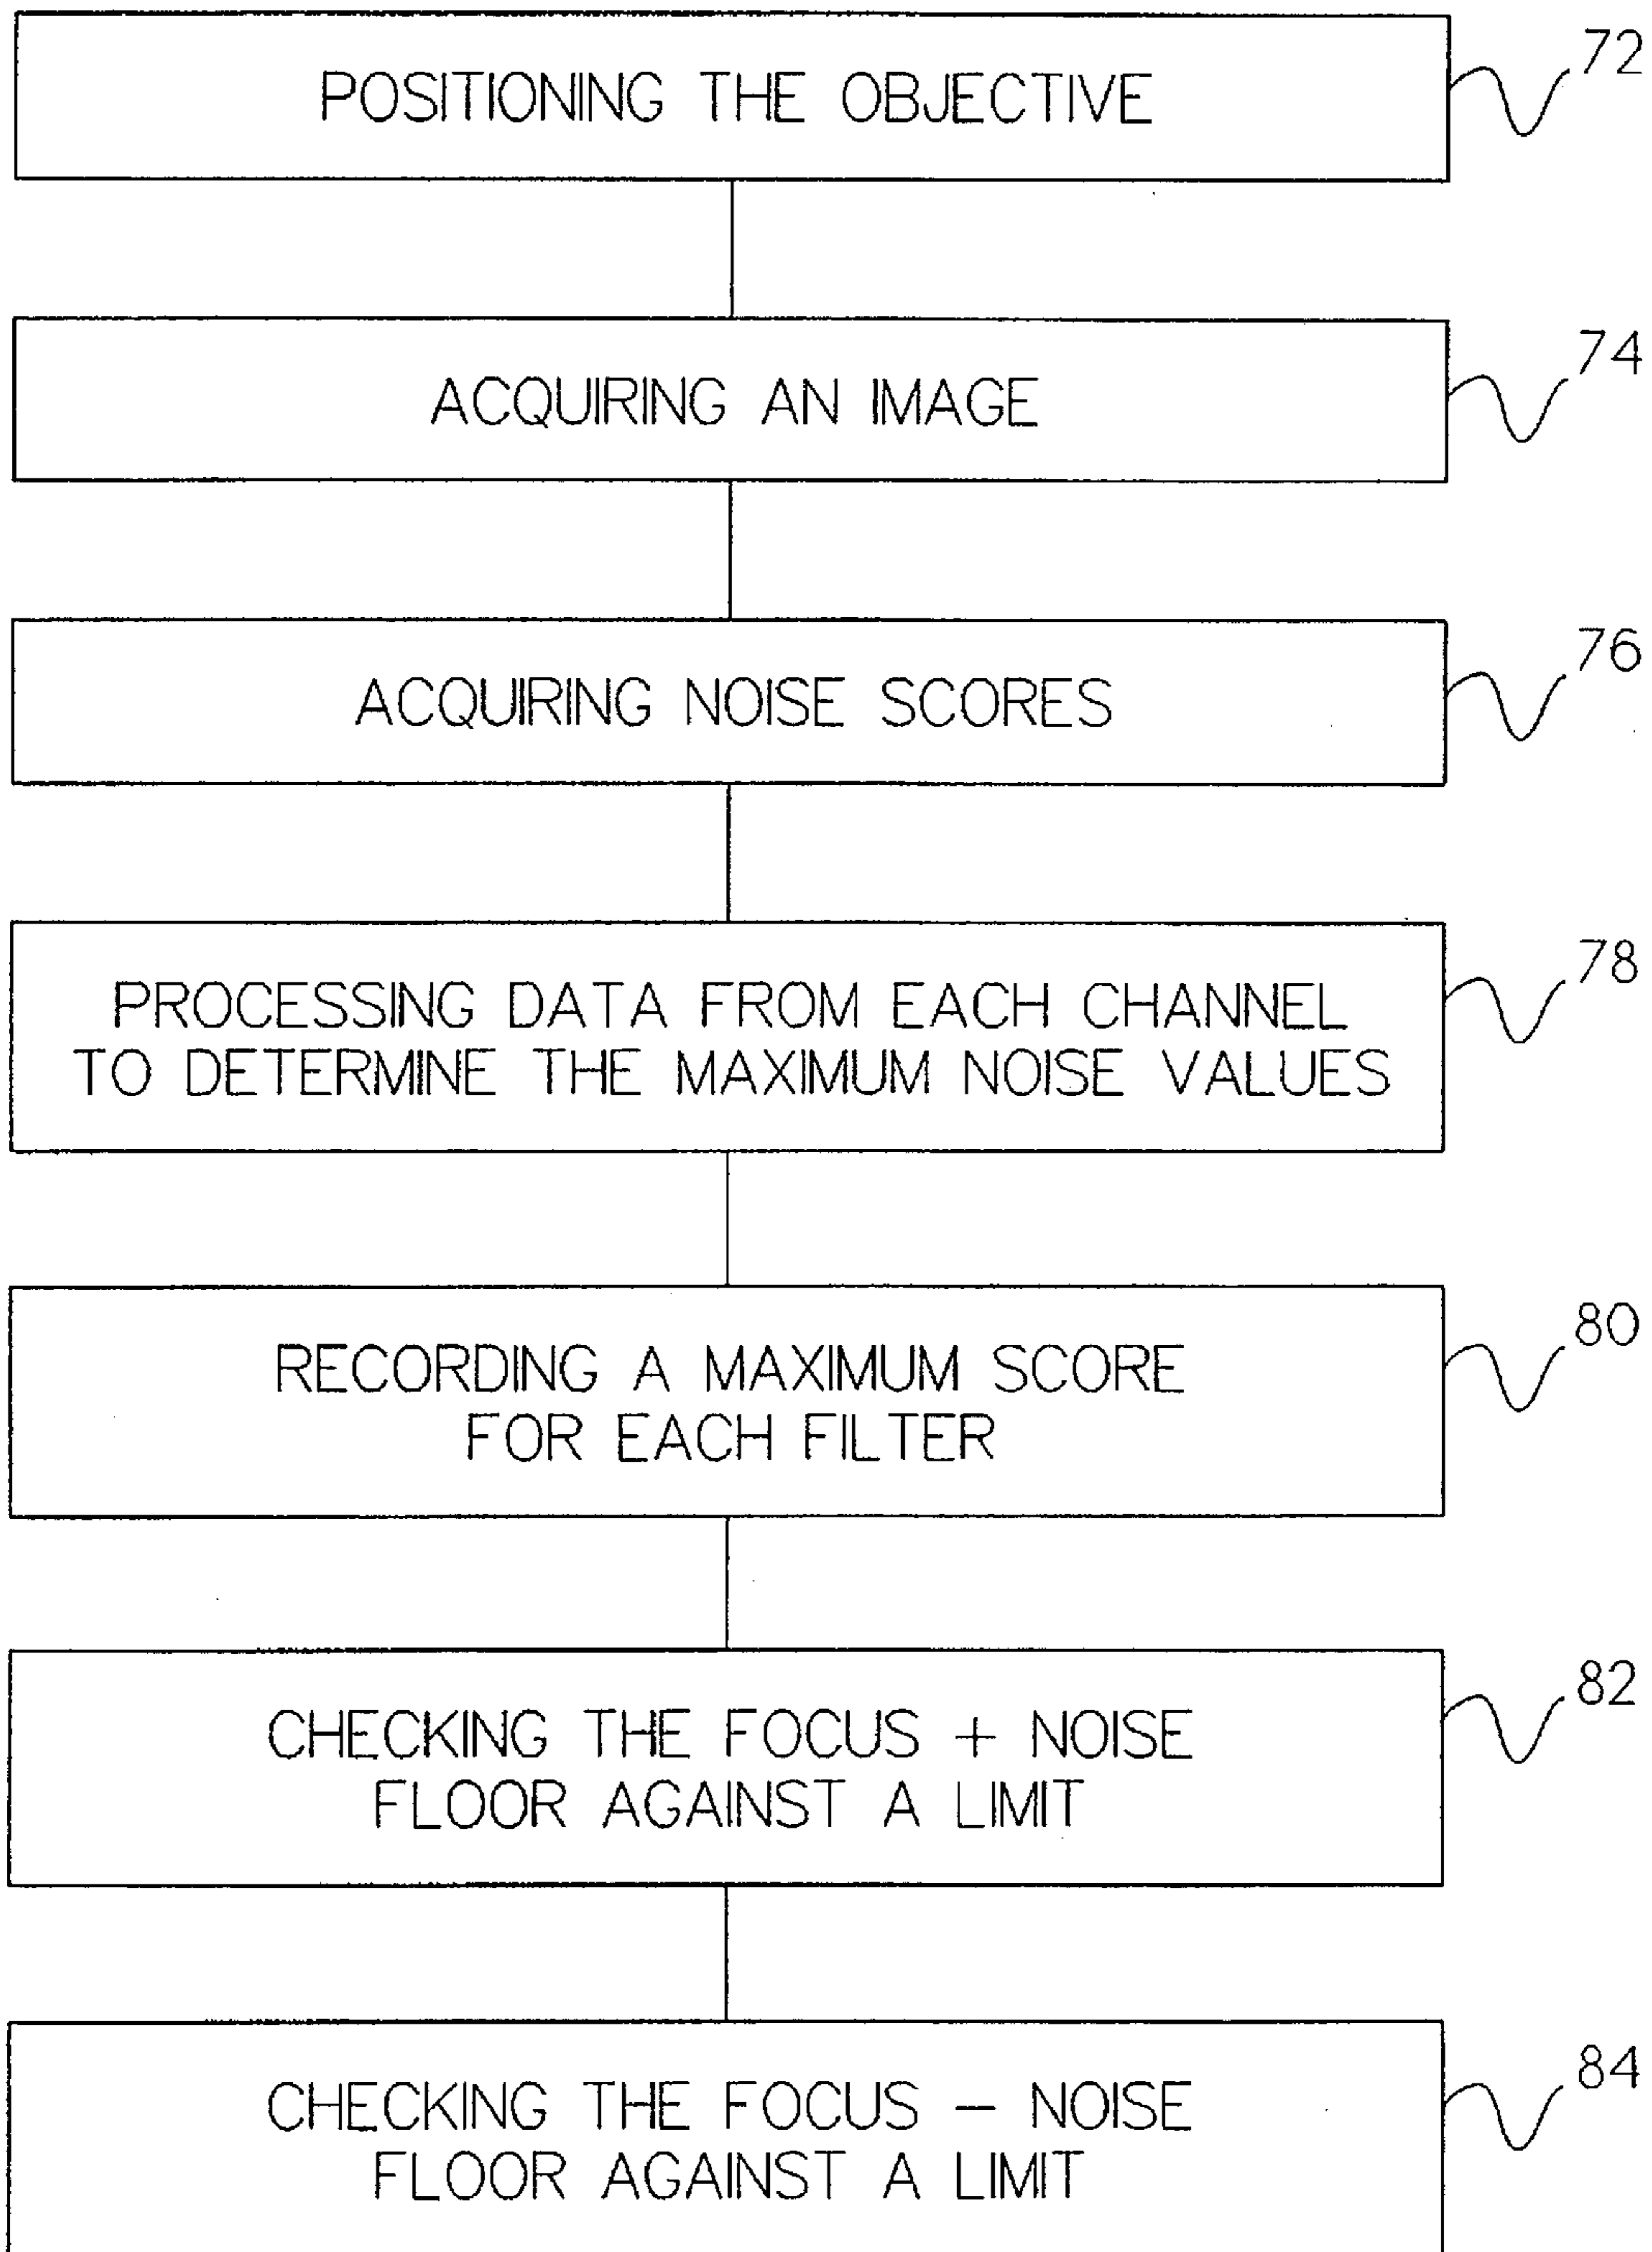 POSITIONING THE OBJECTIVE
72
ACQUIRING AN IMAGE
74
ACQUIRING NOISE SCORES
76
PROCESSING DATA FROM EACH CHANNEL
TO DETERMINE THE MAXIMUM NOISE VALUES
78
RECORDING A MAXIMUM SCORE
FOR EACH FILTER
80
CHECKING THE FOCUS + NOISE
FLOOR AGAINST A LIMIT
82
CHECKING THE FOCUS – NOISE
FLOOR AGAINST A LIMIT
84